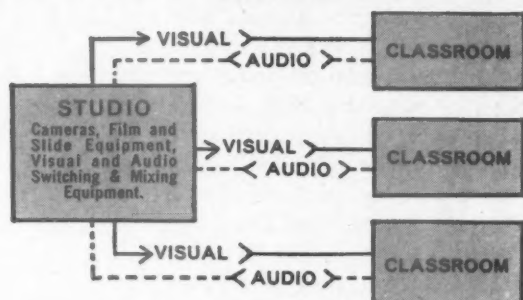 VISUAL
AUDIO
CLASSROOM
STUDIO
Cameras, Film and
Slide Equipment,
Visual and Audio
Switching & Mixing
Equipment.
VISUAL
AUDIO
CLASSROOM
VISUAL
AUDIO
CLASSROOM